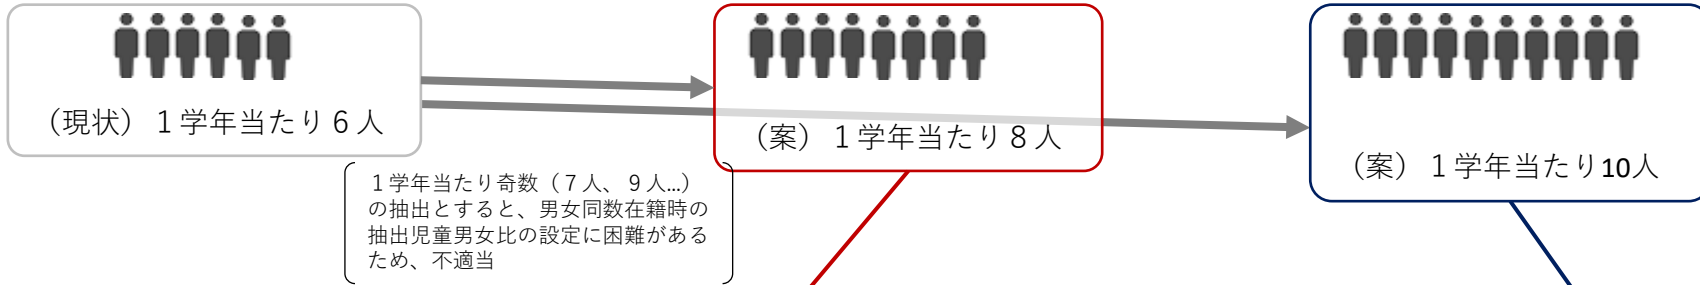 （現状）１学年当たり６人
（案）１学年当たり８人
（案）１学年当たり10人
１学年当たり奇数（７人、９人...）
の抽出とすると、男女同数在籍時の
抽出児童男女比の設定に困難がある
ため、不適当